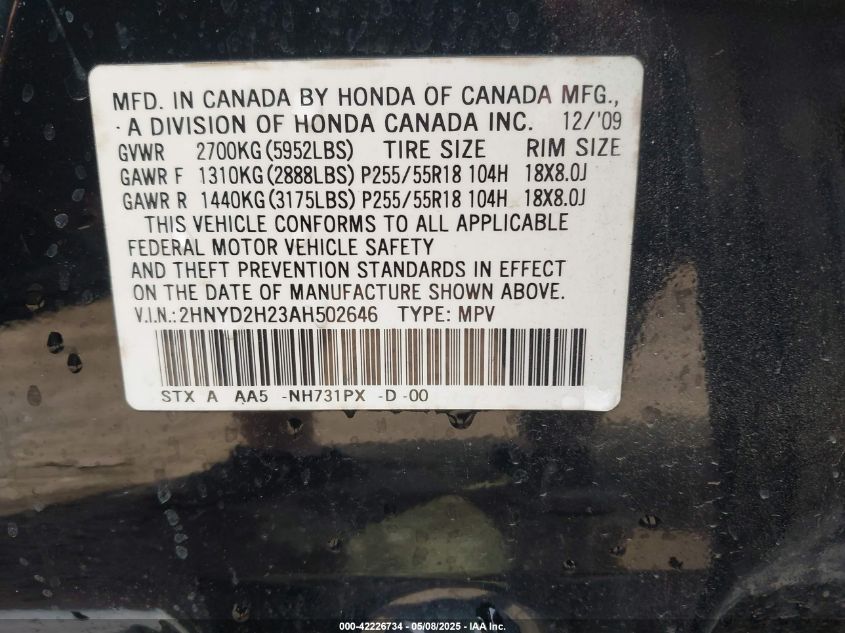 MFD. IN CANADA BY HONDA OF CANADA MFG.,
A DIVISION OF HONDA CANADA INC. 12/'09
GVWR 2700KG(5952LBS) TIRE SIZE RIM SIZE
GAWR F 1310KG(2888LBS) P255/55R18 104H 18X8.0J
GAWR R 1440KG(3175LBS) P255/55R18 104H 18X8.0J
THIS VEHICLE CONFORMS TO ALL APPLICABLE
FEDERAL MOTOR VEHICLE SAFETY
AND THEFT PREVENTION STANDARDS IN EFFECT
ON THE DATE OF MANUFACTURE SHOWN ABOVE.
V.I.N.: 2HNYD2H23AH502646 TYPE: MPV
STX A AA5 -NH731PX -D -00
000-42226734 - 05/08/2025 - IAA Inc.